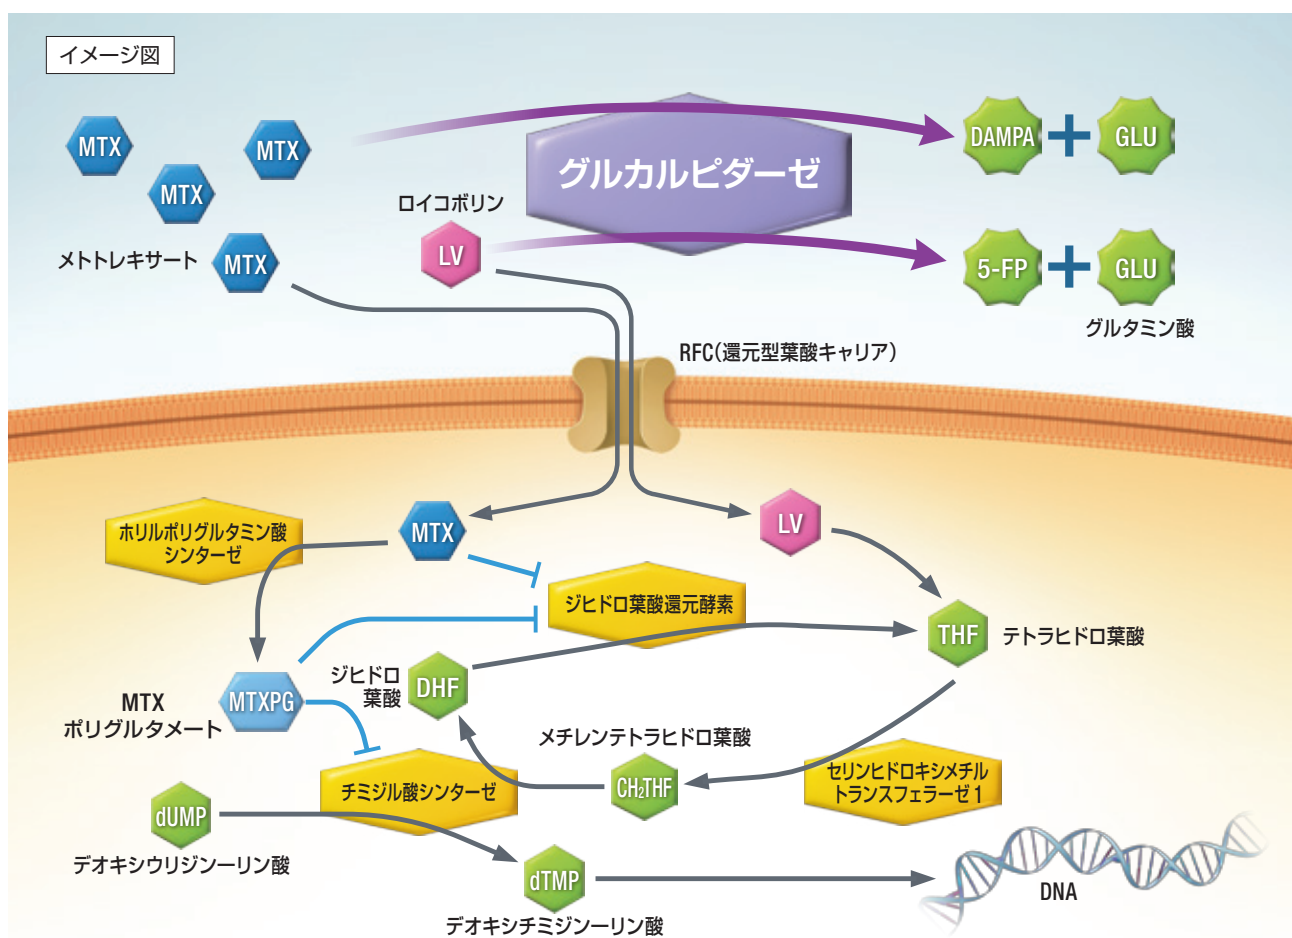 イメージ図
MTX
MTX
MTX
メトトレキサート
MTX
ロイコボリン
LV
グルカルピダーゼ
DAMPA + GLU
5-FP + GLU
グルタミン酸
RFC(還元型葉酸キャリア)
ホリルポリグルタミン酸
シンターゼ
MTX
LV
ジヒドロ葉酸還元酵素
THF
テトラヒドロ葉酸
MTX
ポリグルタメート
MTXPG
ジヒドロ
葉酸
DHF
メチレンテトラヒドロ葉酸
CH₂THF
セリンヒドロキシメチル
トランスフェラーゼ1
チミジル酸シンターゼ
dUMP
デオキシウリジン一リン酸
dTMP
デオキシチミジン一リン酸
DNA